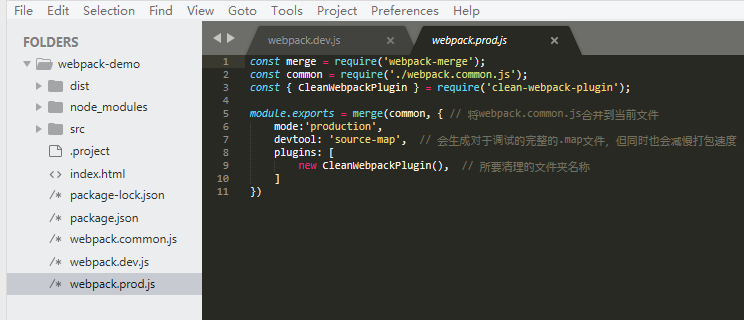 File Edit Selection Find View Goto Tools Project Preferences Help
FOLDERS
webpack-demo
dist
node_modules
src
.project
index.html
package-lock.json
package.json
webpack.common.js
webpack.dev.js
webpack.prod.js
webpack.dev.js × webpack.prod.js ×
1 const merge = require('webpack-merge');
2 const common = require('./webpack.common.js');
3 const { CleanWebpackPlugin } = require('clean-webpack-plugin');
4
5 module.exports = merge(common, { // 将webpack.common.js合并到当前文件
6     mode:'production',
7     devtool: 'source-map',  // 会生成对于调试的完整的.map文件，但同时也会减慢打包速度
8     plugins: [
9         new CleanWebpackPlugin(),  // 所要清理的文件夹名称
10     ]
11 })